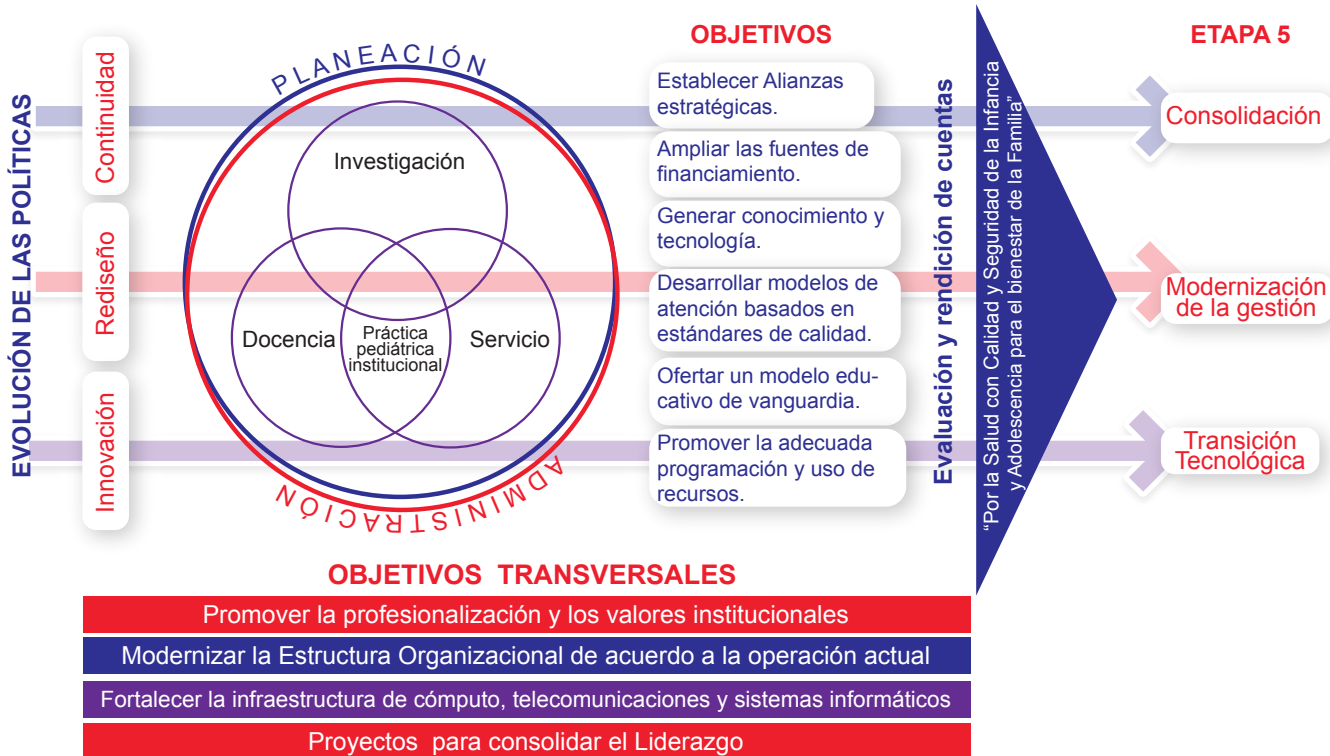 EVOLUCIÓN DE LAS POLÍTICAS
Continuidad
Rediseño
Innovación
PLANEACIÓN
Investigación
Docencia
Práctica
pediátrica
institucional
Servicio
ADMINISTRACIÓN
OBJETIVOS
Establecer Alianzas
estratégicas.
Ampliar las fuentes de
financiamiento.
Generar conocimiento y
tecnología.
Desarrollar modelos de
atención basados en
estándares de calidad.
Ofertar un modelo edu-
cativo de vanguardia.
Promover la adecuada
programación y uso de
recursos.
Evaluación y rendición de cuentas
“Por la Salud con Calidad y Seguridad de la Infancia
y Adolescencia para el bienestar de la Familia”
ETAPA 5
Consolidación
Modernización
de la gestión
Transición
Tecnológica
OBJETIVOS TRANSVERSALES
Promover la profesionalización y los valores institucionales
Modernizar la Estructura Organizacional de acuerdo a la operación actual
Fortalecer la infraestructura de cómputo, telecomunicaciones y sistemas informáticos
Proyectos para consolidar el Liderazgo